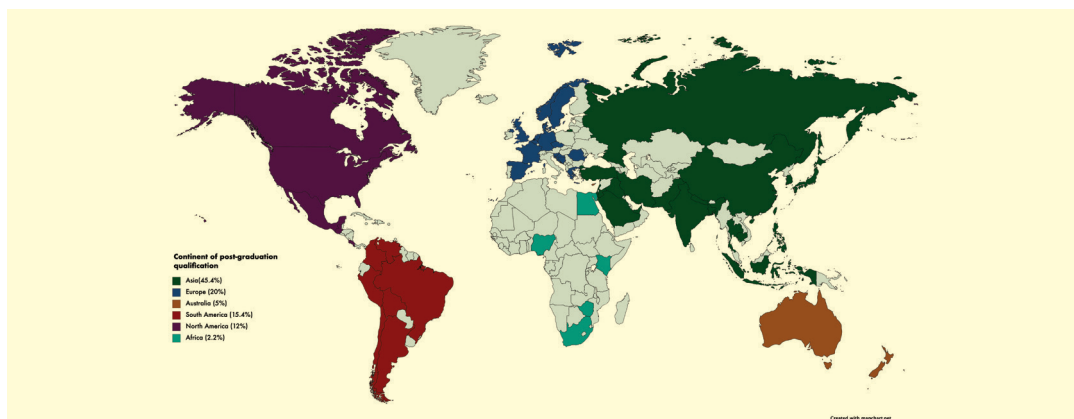 Continent of post-graduation
qualification
Asia(45.4%)
Europe (20%)
Australia (5%)
South America (15.4%)
North America (12%)
Africa (2.2%)
Created with mapchart.net